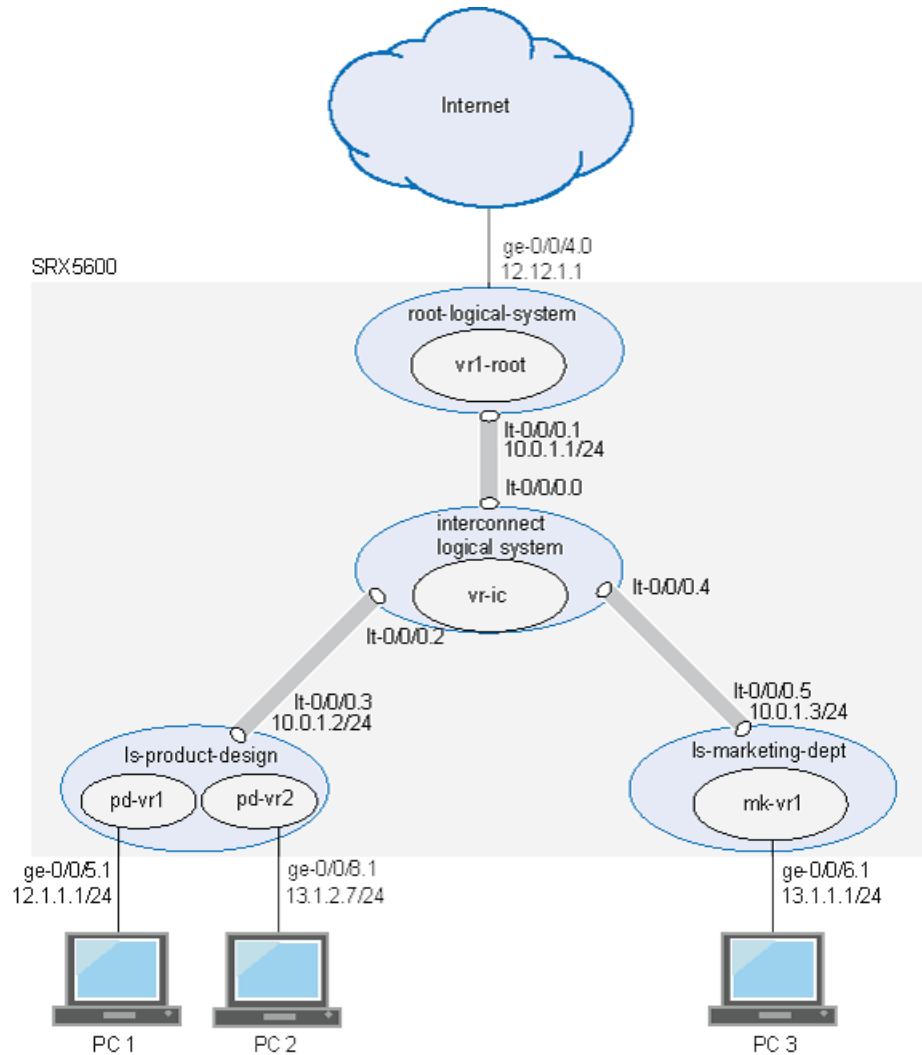 Internet
ge-0/0/4.0
12.12.1.1
SRX5600
root-logical-system
vr1-root
lt-0/0/0.1
10.0.1.1/24
lt-0/0/0.0
interconnect
logical system
vr-ic
lt-0/0/0.4
lt-0/0/0.2
lt-0/0/0.3
10.0.1.2/24
lt-0/0/0.5
10.0.1.3/24
ls-product-design
pd-vr1
pd-vr2
ls-marketing-dept
mk-vr1
ge-0/0/5.1
12.1.1.1/24
ge-0/0/8.1
13.1.2.7/24
ge-0/0/6.1
13.1.1.1/24
PC 1
PC 2
PC 3